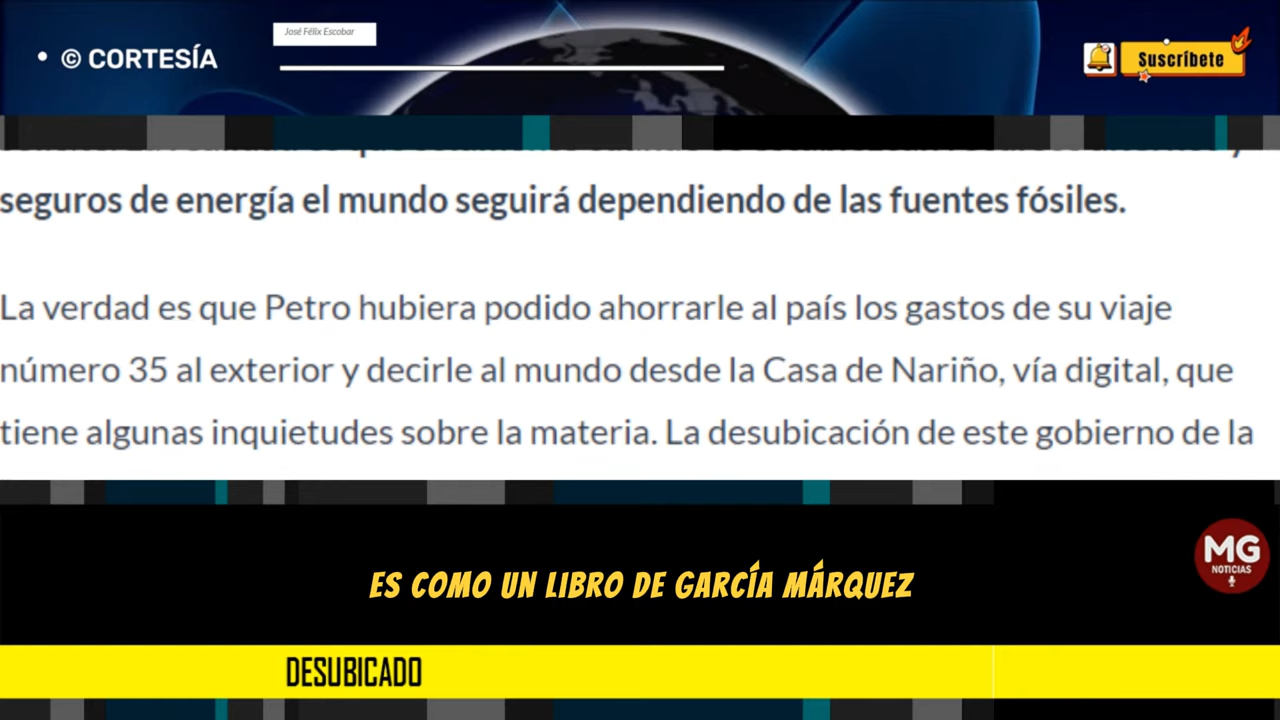 José Félix Escobar
• © CORTESÍA
Suscríbete
seguros de energía el mundo seguirá dependiendo de las fuentes fósiles.
La verdad es que Petro hubiera podido ahorrarle al país los gastos de su viaje
número 35 al exterior y decirle al mundo desde la Casa de Nariño, vía digital, que
tiene algunas inquietudes sobre la materia. La desubicación de este gobierno de la
MG
NOTICIAS
ES COMO UN LIBRO DE GARCÍA MÁRQUEZ
DESUBICADO